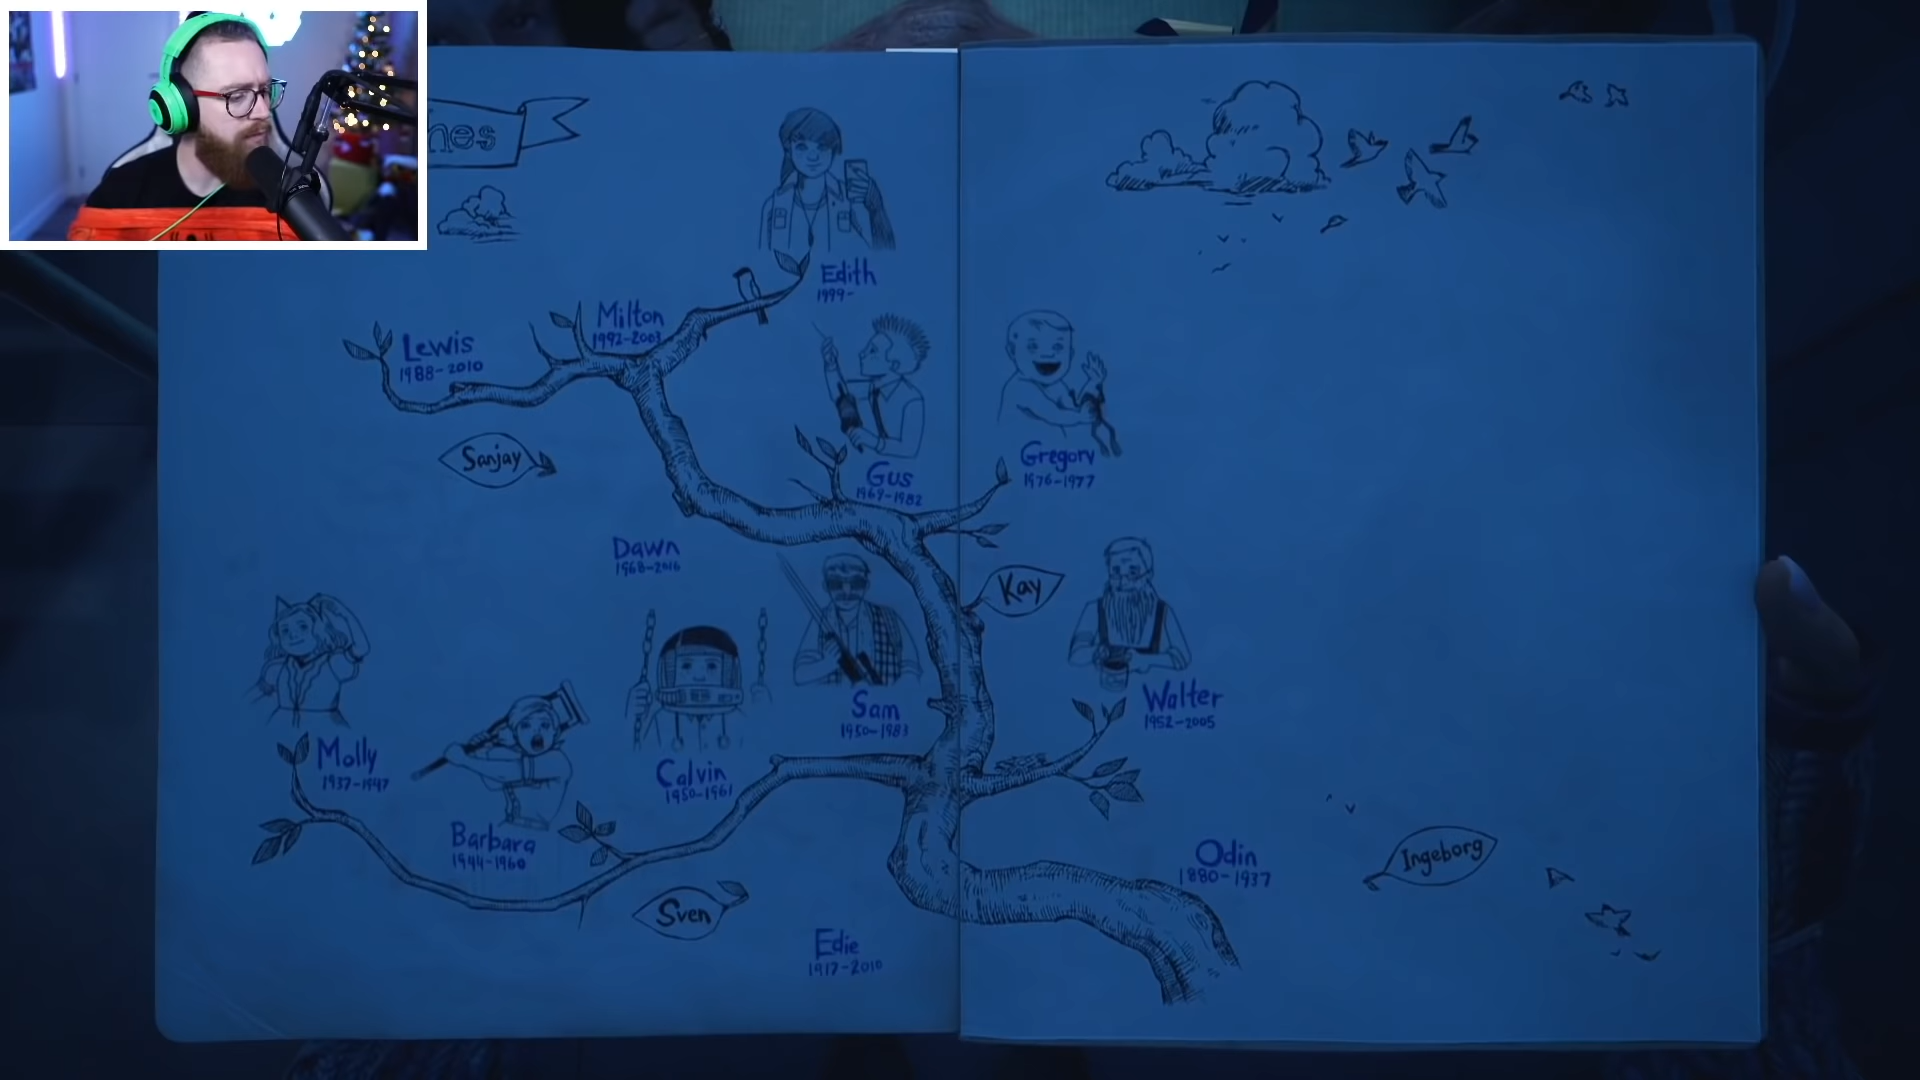 nes
Edith
1999-
Milton
1992-2003
Lewis
1988-2010
Sanjay
Gus
1969-1982
Gregory
1976-1977
Dawn
1968-2016
Kay
Sam
1950-1983
Walter
1952-2005
Molly
1937-1947
Calvin
1950-1961
Barbara
1944-1960
Odin
1880-1937
Ingeborg
Sven
Edie
1917-2010